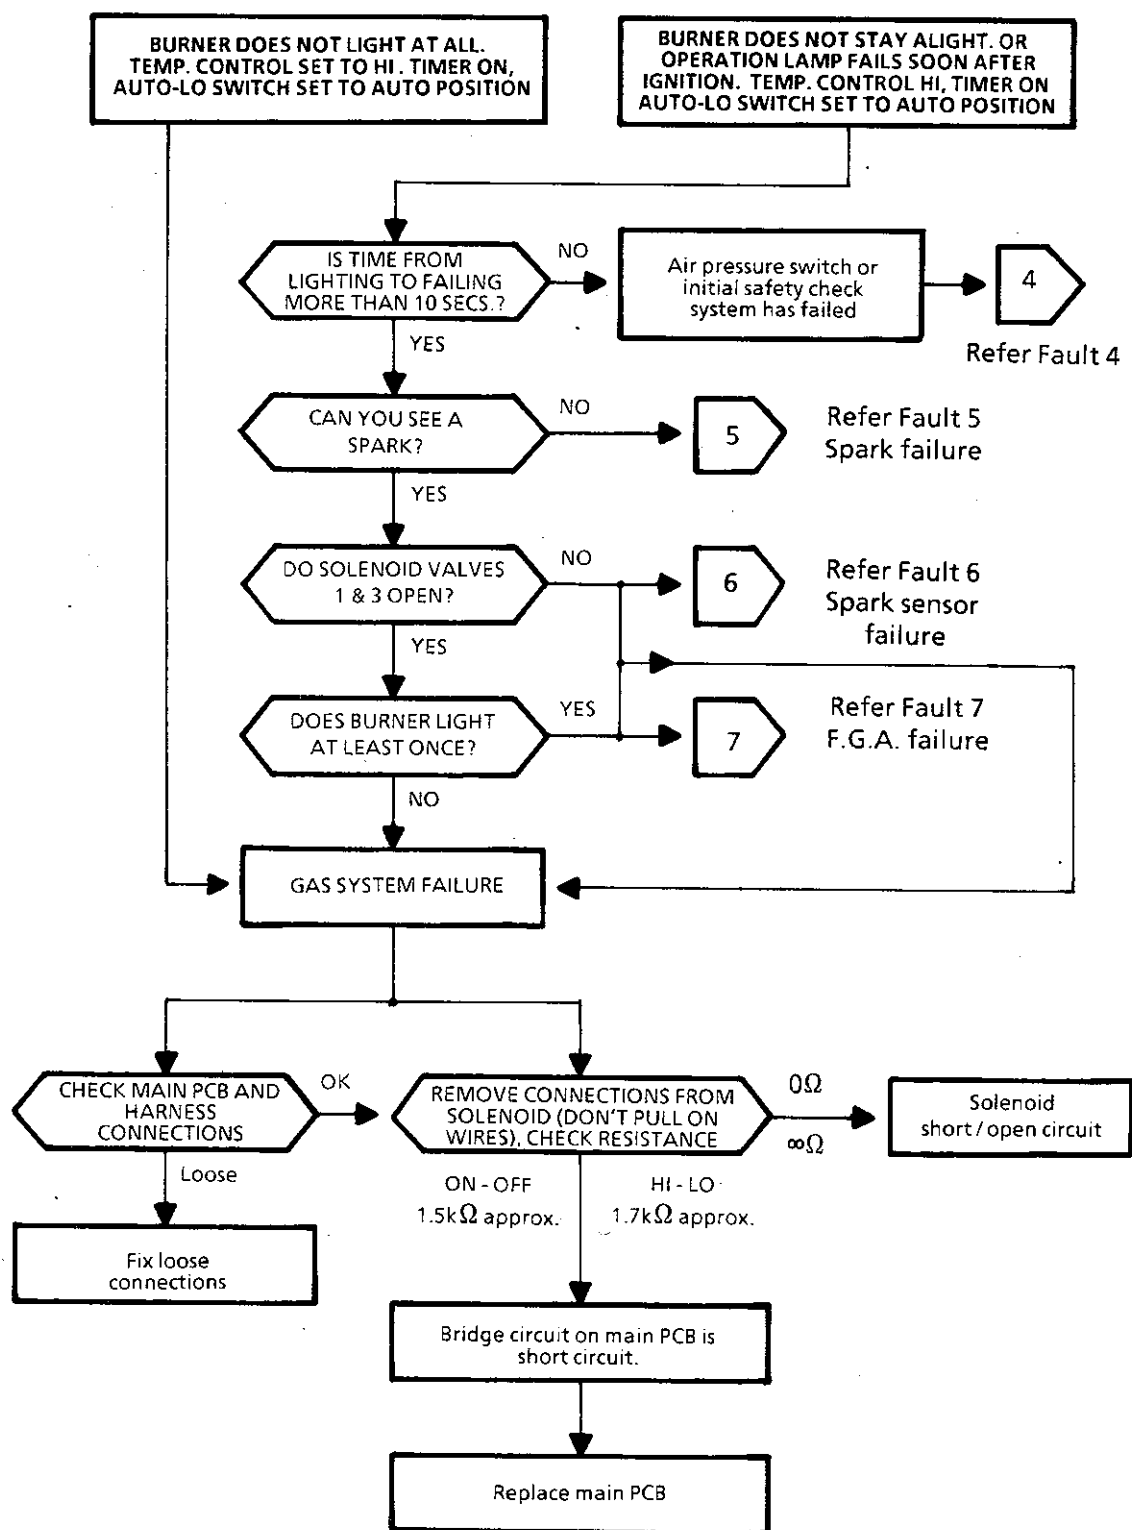 BURNER DOES NOT LIGHT AT ALL.
TEMP. CONTROL SET TO HI . TIMER ON,
AUTO-LO SWITCH SET TO AUTO POSITION
BURNER DOES NOT STAY ALIGHT. OR
OPERATION LAMP FAILS SOON AFTER
IGNITION. TEMP. CONTROL HI, TIMER ON
AUTO-LO SWITCH SET TO AUTO POSITION
IS TIME FROM
LIGHTING TO FAILING
MORE THAN 10 SECS.?
NO
Air pressure switch or
initial safety check
system has failed
4
Refer Fault 4
YES
CAN YOU SEE A
SPARK?
NO
5
Refer Fault 5
Spark failure
YES
DO SOLENOID VALVES
1 & 3 OPEN?
NO
6
Refer Fault 6
Spark sensor
failure
YES
DOES BURNER LIGHT
AT LEAST ONCE?
YES
7
Refer Fault 7
F.G.A. failure
NO
GAS SYSTEM FAILURE
CHECK MAIN PCB AND
HARNESS
CONNECTIONS
OK
REMOVE CONNECTIONS FROM
SOLENOID (DON'T PULL ON
WIRES), CHECK RESISTANCE
0Ω
∞Ω
Solenoid
short / open circuit
Loose
ON - OFF
1.5kΩ approx.
HI - LO
1.7kΩ approx.
Fix loose
connections
Bridge circuit on main PCB is
short circuit.
Replace main PCB